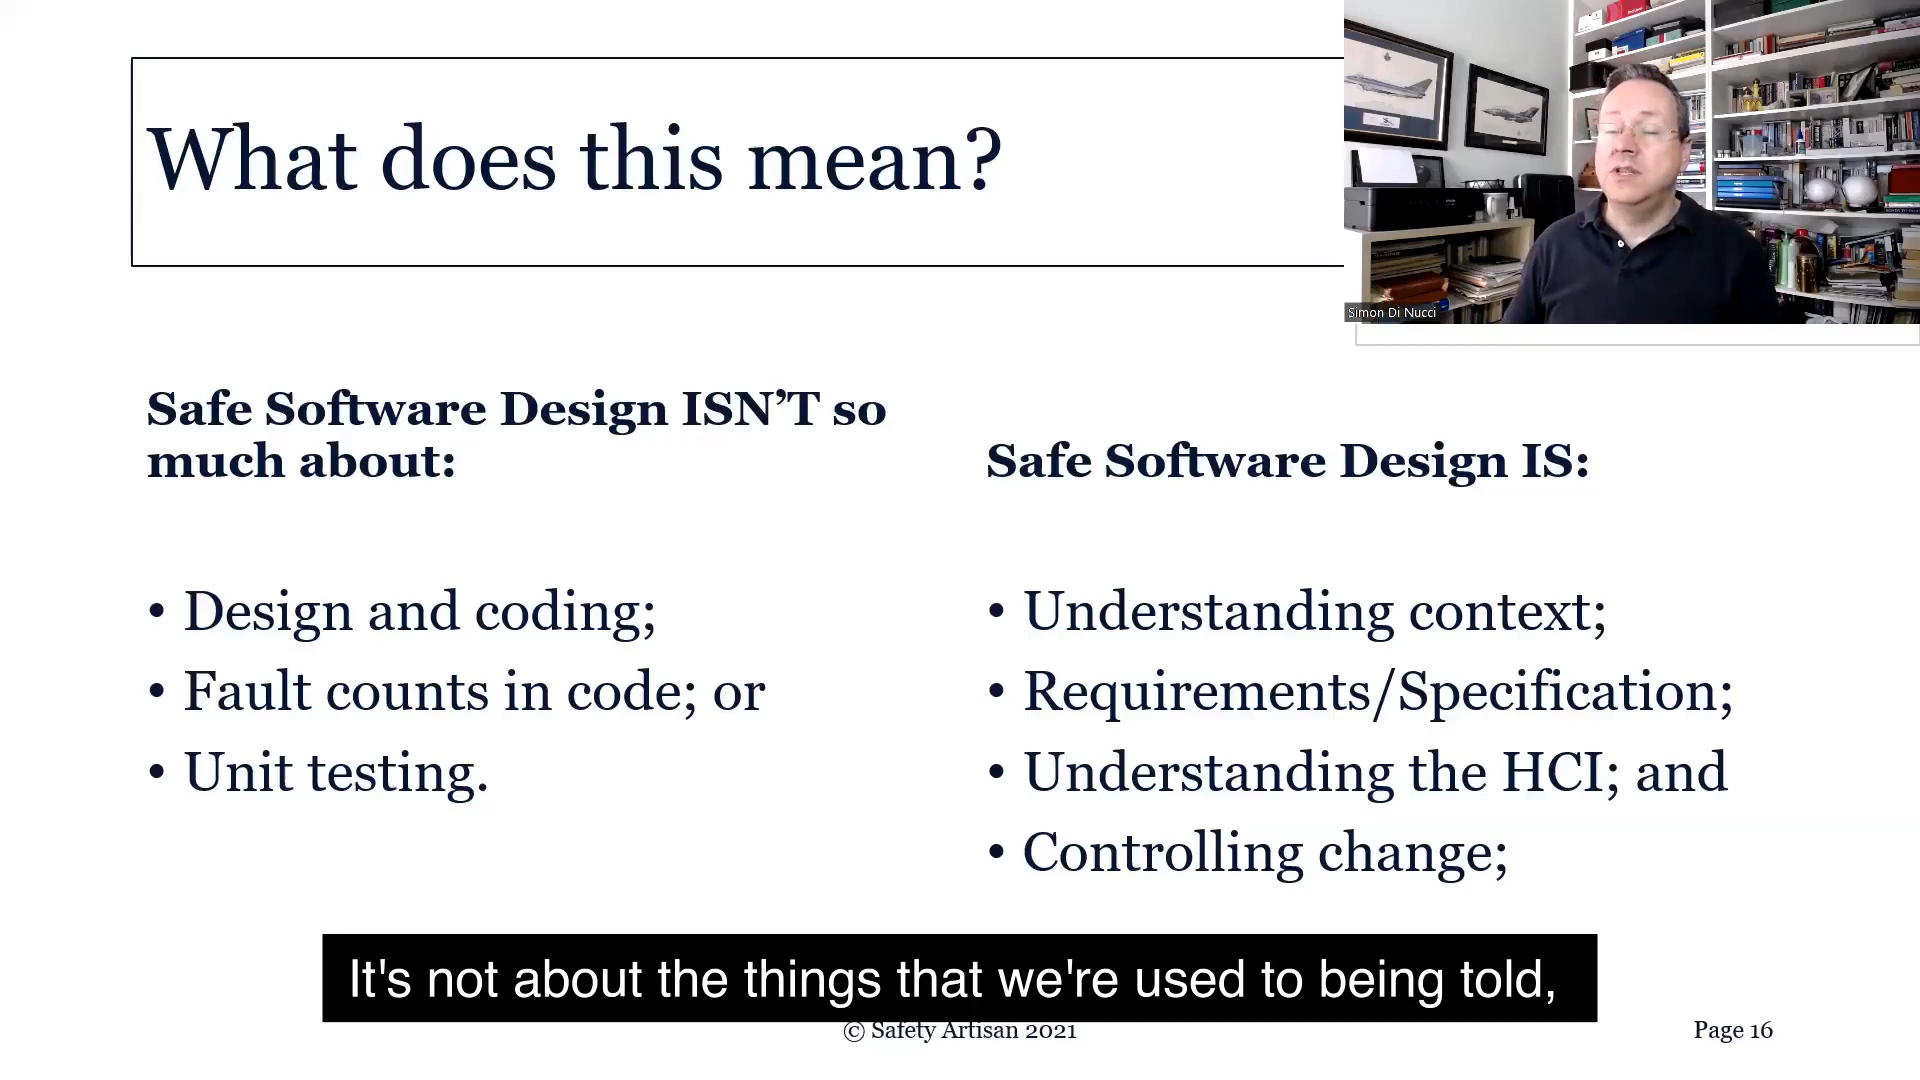 What does this mean?
Simon Di Nucci
Safe Software Design ISN’T so
much about:
• Design and coding;
• Fault counts in code; or
• Unit testing.
Safe Software Design IS:
• Understanding context;
• Requirements/Specification;
• Understanding the HCI; and
• Controlling change;
It's not about the things that we're used to being told,
© Safety Artisan 2021
Page 16